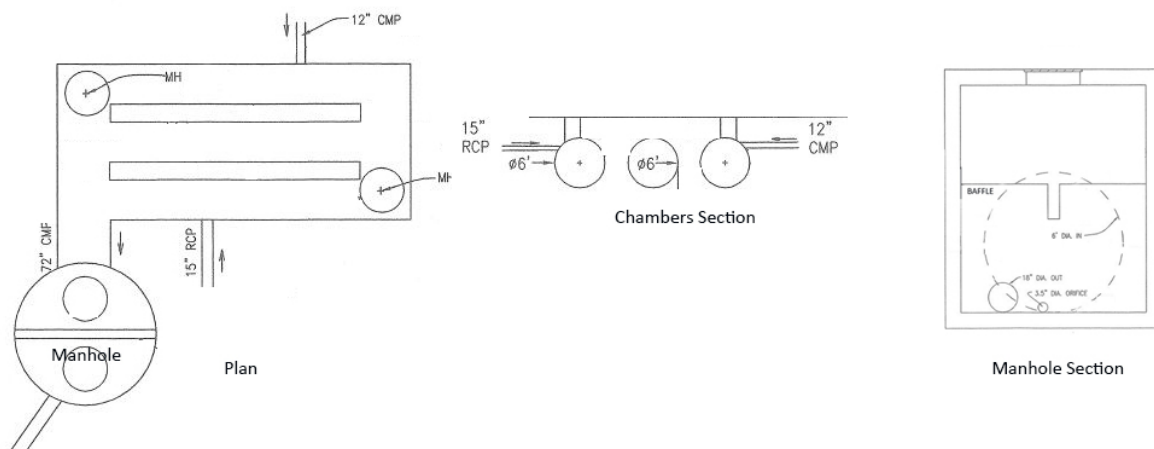 12" CMP
MH
MH
72" CMP
15" RCP
Manhole
Plan
15"
RCP
12"
CMP
ø6'
ø6'
Chambers Section
BAFFLE
6' DIA. IN
18" DIA. OUT
3.5" DIA. ORIFICE
Manhole Section